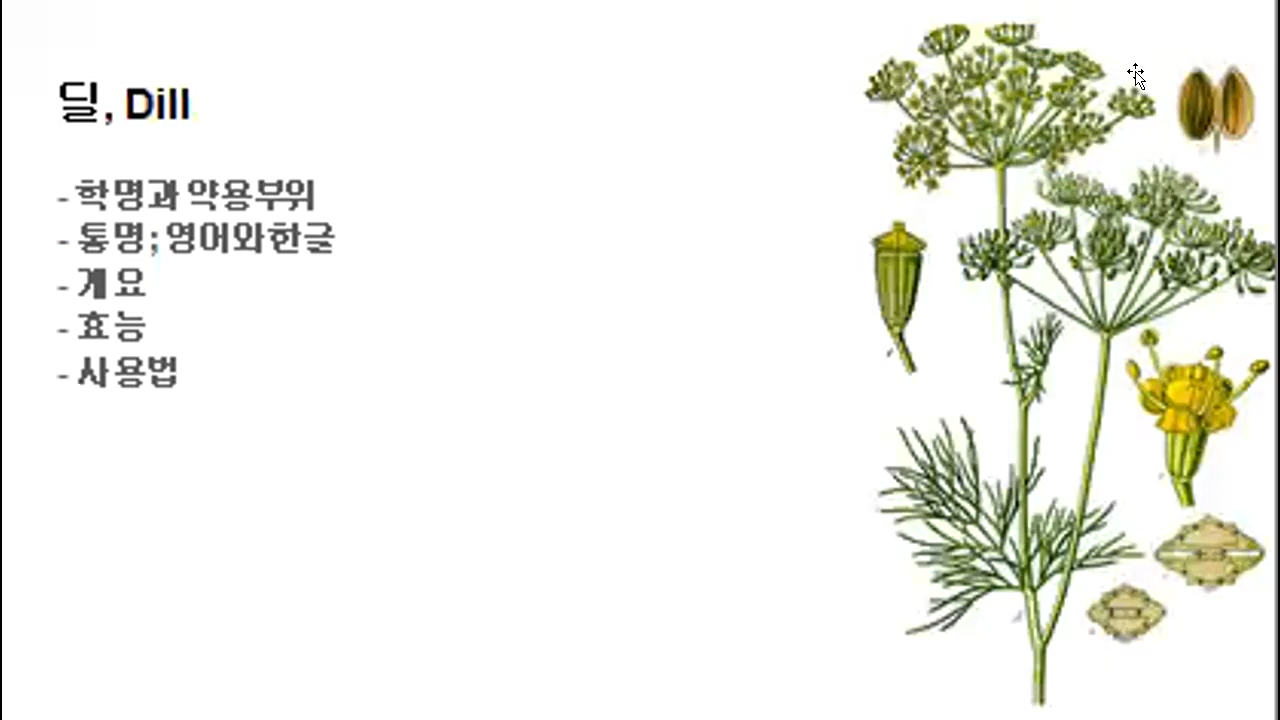 딜, Dill
- 학명과 약용부위
- 통명; 영어와 한글
- 개요
- 효능
- 사용법